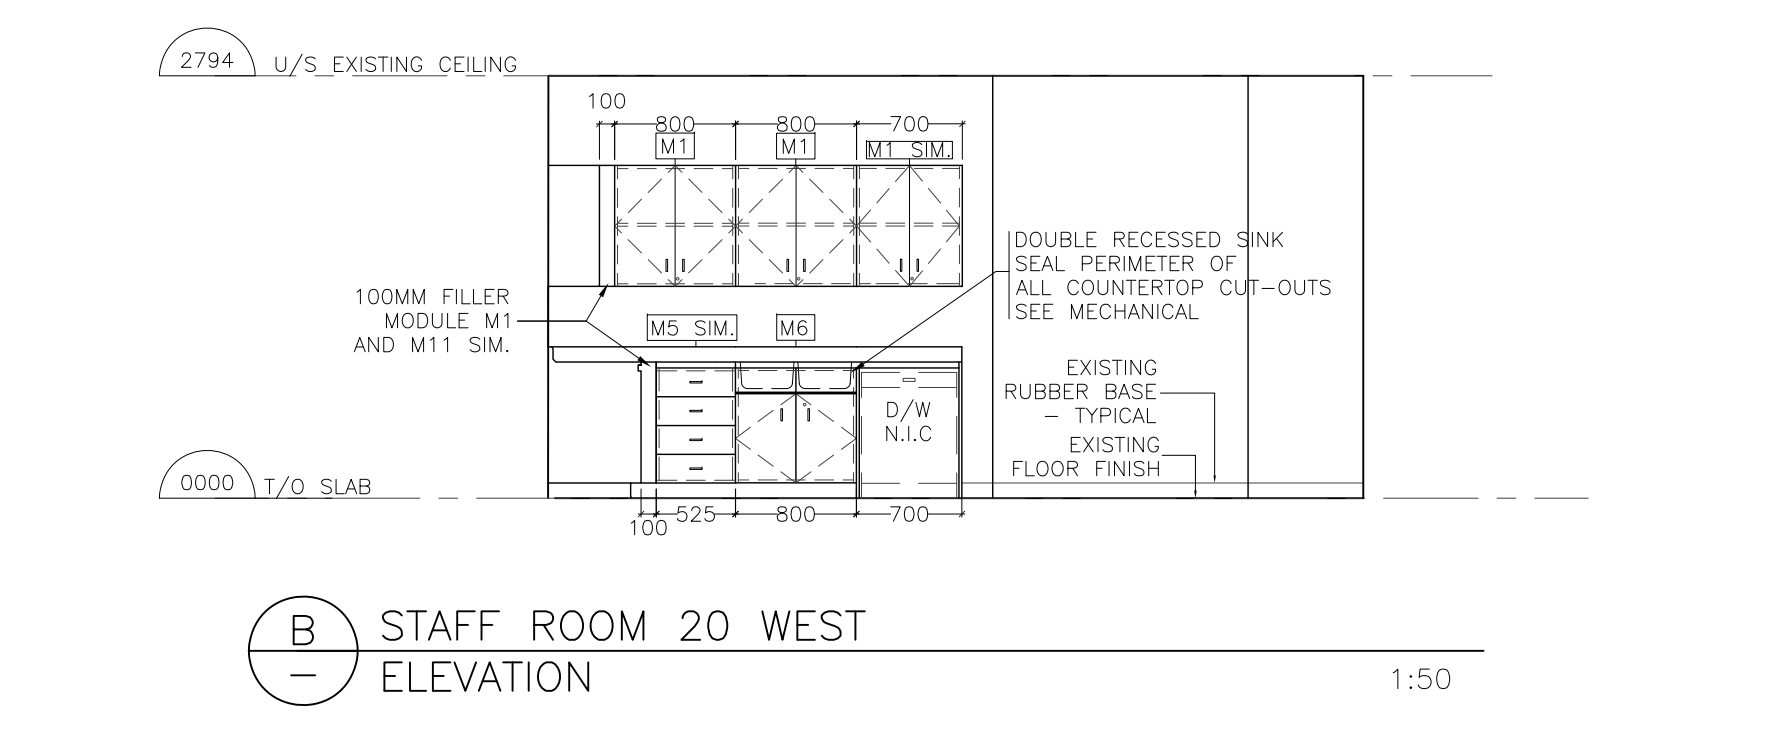 2794
U/S EXISTING CEILING
100
800
800
700
M1
M1
M1 SIM.
DOUBLE RECESSED SINK
SEAL PERIMETER OF
ALL COUNTERTOP CUT-OUTS
SEE MECHANICAL
100MM FILLER
MODULE M1
AND M11 SIM.
M5 SIM.
M6
EXISTING
RUBBER BASE
- TYPICAL
D/W
N.I.C
EXISTING
FLOOR FINISH
0000
T/O SLAB
100
525
800
700
B
-
STAFF ROOM 20 WEST
ELEVATION
1:50